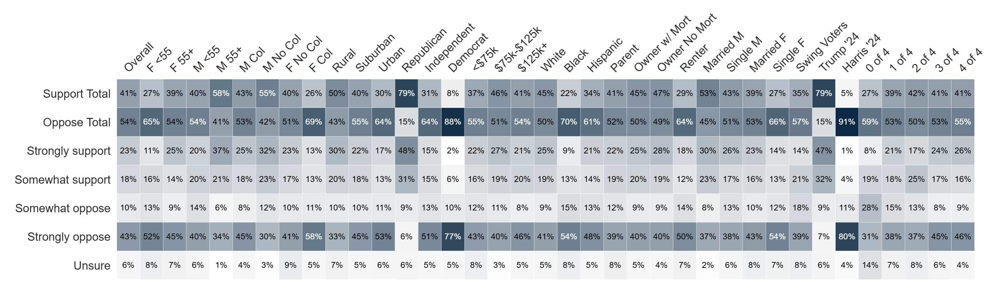 Overall F <55 F 55+ M <55 M 55+ M Col M No Col F No Col F Col Rural Suburban Urban Republican Independent Democrat <$75k $75k-$125k $125k+ White Black Hispanic Parent Owner w/ Mort Owner No Mort Renter Married M Single M Married F Single F Swing Voters Trump '24 Harris '24 0 of 4 1 of 4 2 of 4 3 of 4 4 of 4
Support Total 41% 27% 39% 40% 58% 43% 55% 40% 26% 50% 40% 30% 79% 31% 8% 37% 46% 41% 45% 22% 34% 41% 45% 47% 29% 53% 43% 39% 27% 35% 79% 5% 27% 39% 42% 41% 41%
Oppose Total 54% 65% 54% 54% 41% 53% 42% 51% 69% 43% 55% 64% 15% 64% 88% 55% 51% 54% 50% 70% 61% 52% 50% 49% 64% 45% 51% 53% 66% 57% 15% 91% 59% 53% 50% 53% 55%
Strongly support 23% 11% 25% 20% 37% 25% 32% 23% 13% 30% 22% 17% 48% 15% 2% 22% 27% 21% 25% 9% 21% 22% 25% 28% 18% 30% 26% 23% 14% 14% 47% 1% 8% 21% 17% 24% 26%
Somewhat support 18% 16% 14% 20% 21% 18% 23% 17% 13% 20% 18% 13% 31% 15% 6% 16% 19% 20% 19% 13% 14% 19% 20% 19% 12% 23% 17% 16% 13% 21% 32% 4% 19% 18% 25% 17% 16%
Somewhat oppose 10% 13% 9% 14% 6% 8% 12% 10% 11% 10% 10% 11% 9% 13% 10% 12% 11% 8% 9% 15% 13% 12% 9% 9% 14% 8% 13% 10% 12% 18% 9% 11% 28% 15% 13% 8% 9%
Strongly oppose 43% 52% 45% 40% 34% 45% 30% 41% 58% 33% 45% 53% 6% 51% 77% 43% 40% 46% 41% 54% 48% 39% 40% 40% 50% 37% 38% 43% 54% 39% 7% 80% 31% 38% 37% 45% 46%
Unsure 6% 8% 7% 6% 1% 4% 3% 9% 5% 7% 5% 6% 6% 5% 5% 8% 3% 5% 5% 8% 5% 8% 5% 4% 7% 2% 6% 8% 7% 8% 6% 4% 14% 7% 8% 6% 4%